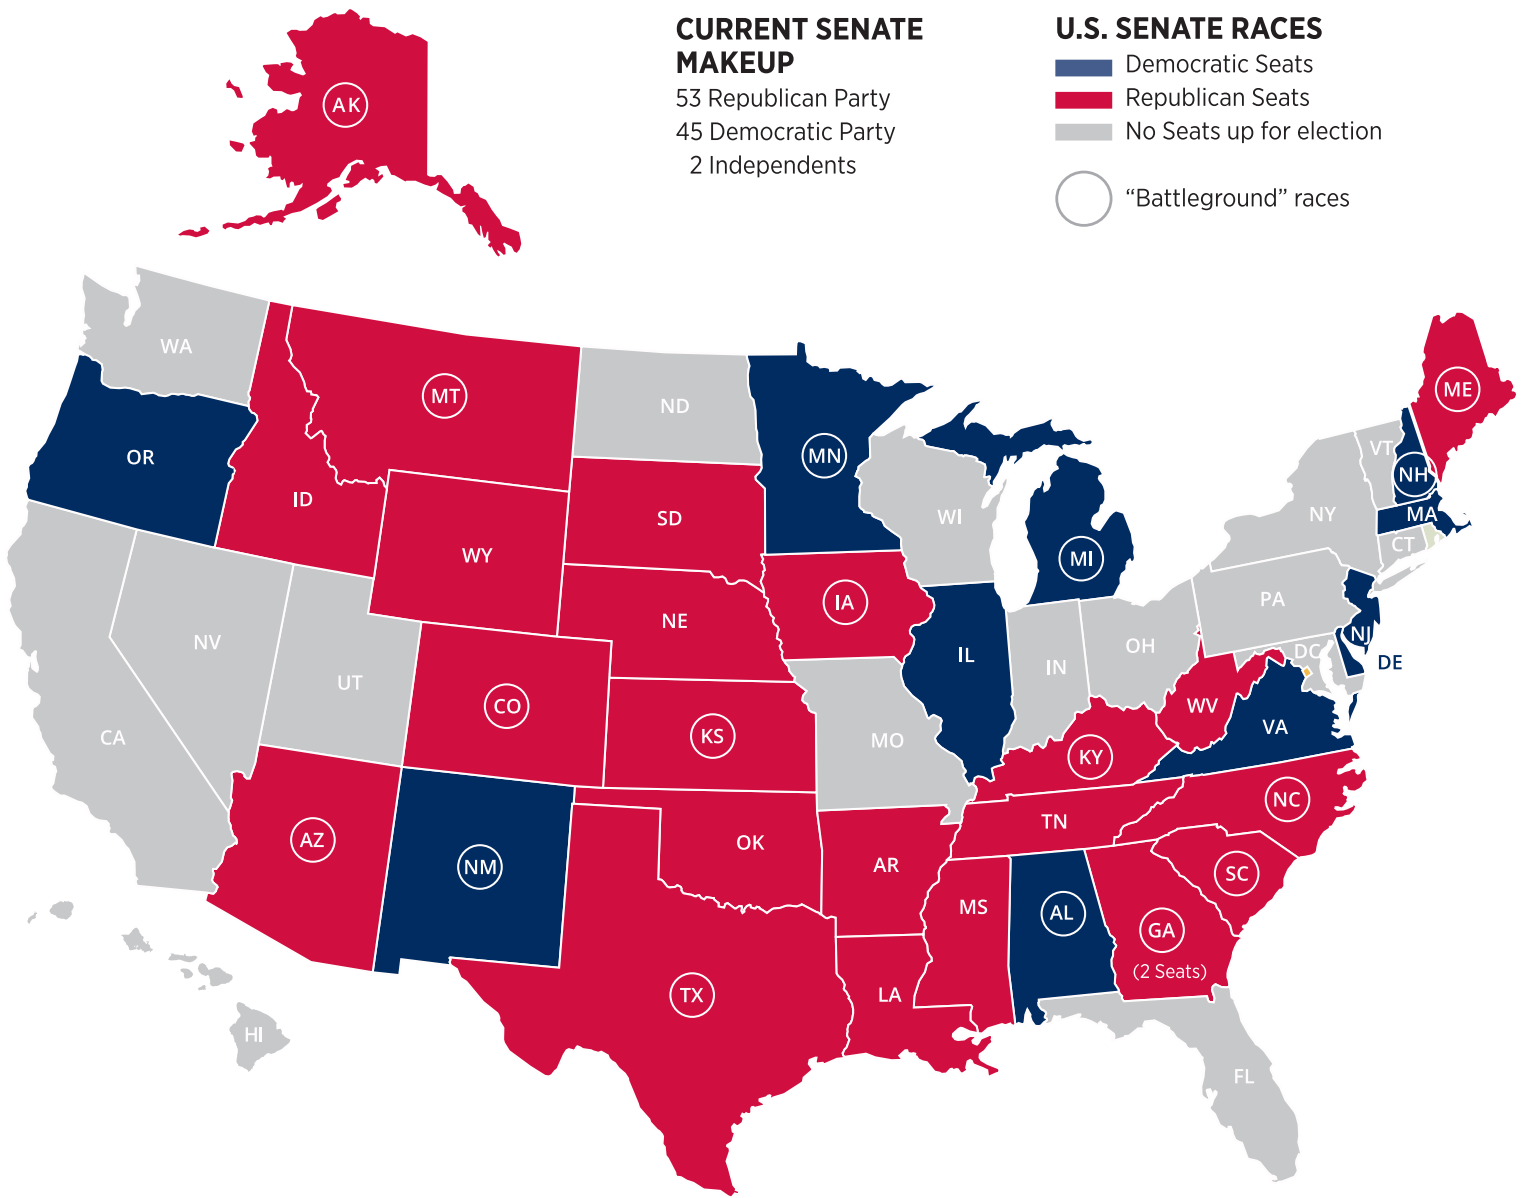 CURRENT SENATE
MAKEUP
53 Republican Party
45 Democratic Party
2 Independents
U.S. SENATE RACES
Democratic Seats
Republican Seats
No Seats up for election
“Battleground” races
AK
WA
OR
ID
MT
ND
MN
WI
MI
ME
VT
NH
MA
NY
CT
SD
WY
NE
IA
IL
IN
OH
PA
NJ
DE
DC
NV
UT
CO
KS
MO
KY
WV
VA
CA
AZ
NM
OK
AR
TN
NC
SC
MS
AL
GA
(2 Seats)
TX
LA
HI
FL